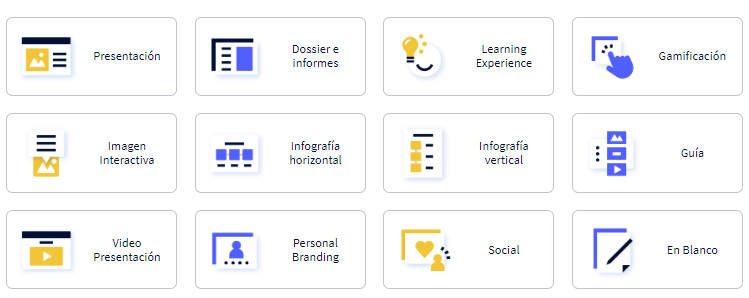 Presentación
Dossier e
informes
Learning
Experience
Gamificación
Imagen
Interactiva
Infografía
horizontal
Infografía
vertical
Guía
Video
Presentación
Personal
Branding
Social
En Blanco